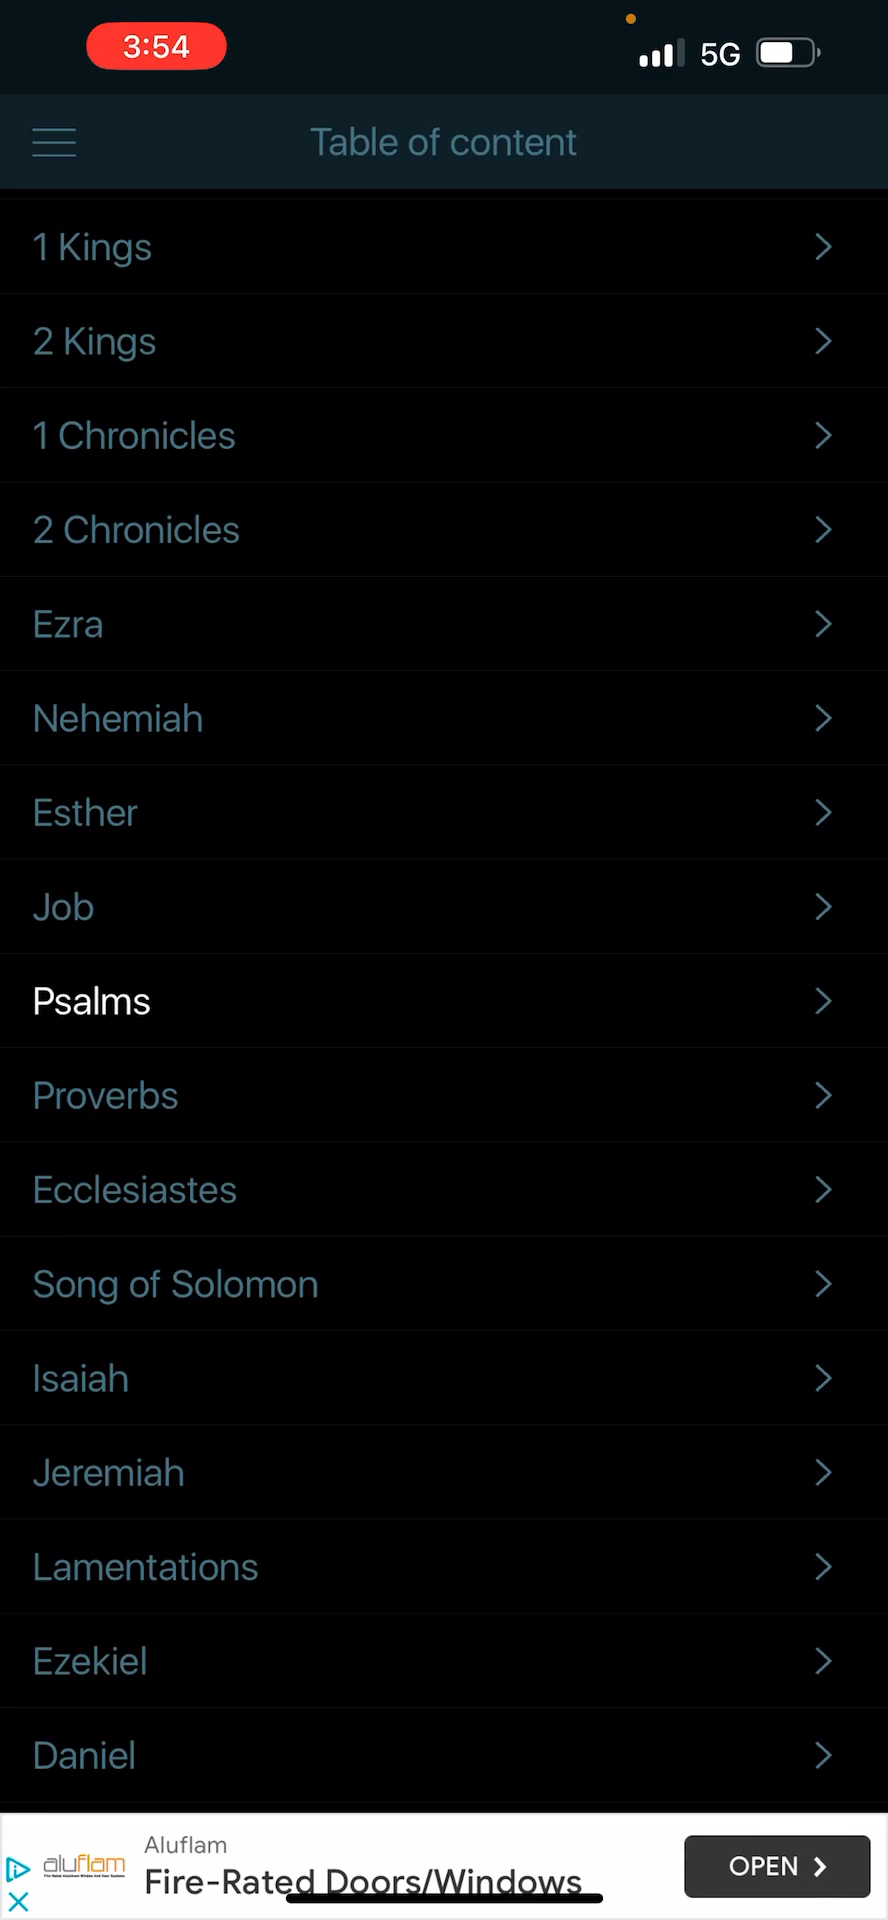 3:54
5G
Table of content
1 Kings
2 Kings
1 Chronicles
2 Chronicles
Ezra
Nehemiah
Esther
Job
Psalms
Proverbs
Ecclesiastes
Song of Solomon
Isaiah
Jeremiah
Lamentations
Ezekiel
Daniel
Aluflam
aluflam
Fire-Rated Doors/Windows
OPEN